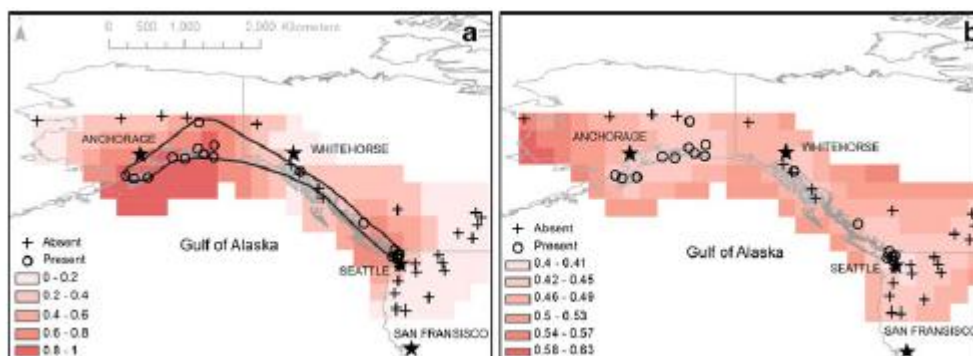 0 500 1,000 2,000 Kilometers
a
ANCHORAGE
WHITEHORSE
Gulf of Alaska
SEATTLE
SAN FRANSISCO
Absent
Present
0 - 0.2
0.2 - 0.4
0.4 - 0.6
0.6 - 0.8
0.8 - 1
b
ANCHORAGE
WHITEHORSE
Gulf of Alaska
SEATTLE
SAN FRANSISCO
Absent
Present
0.4 - 0.41
0.42 - 0.45
0.46 - 0.49
0.5 - 0.53
0.54 - 0.57
0.58 - 0.63